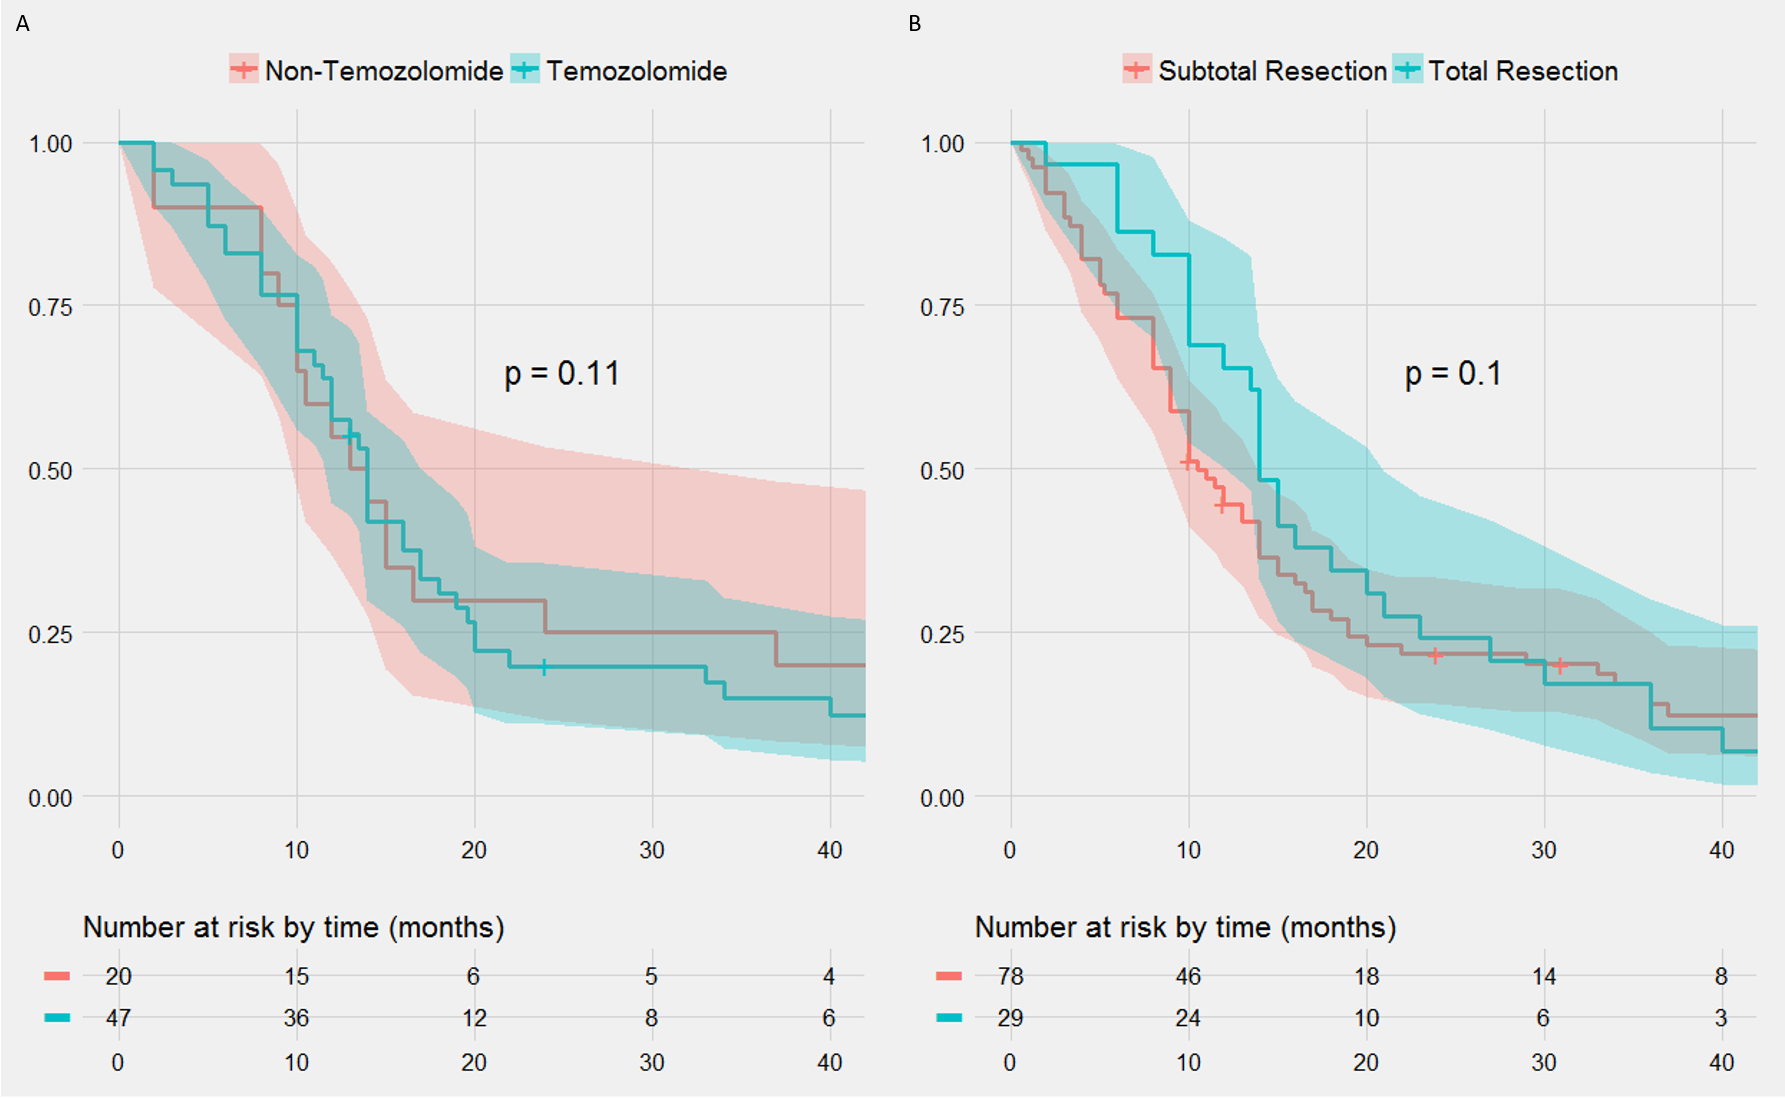 A
Non-Temozolomide Temozolomide
1.00
0.75
0.50
0.25
0.00
p = 0.11
0 10 20 30 40
Number at risk by time (months)
20 15 6 5 4
47 36 12 8 6
0 10 20 30 40
B
Subtotal Resection Total Resection
1.00
0.75
0.50
0.25
0.00
p = 0.1
0 10 20 30 40
Number at risk by time (months)
78 46 18 14 8
29 24 10 6 3
0 10 20 30 40